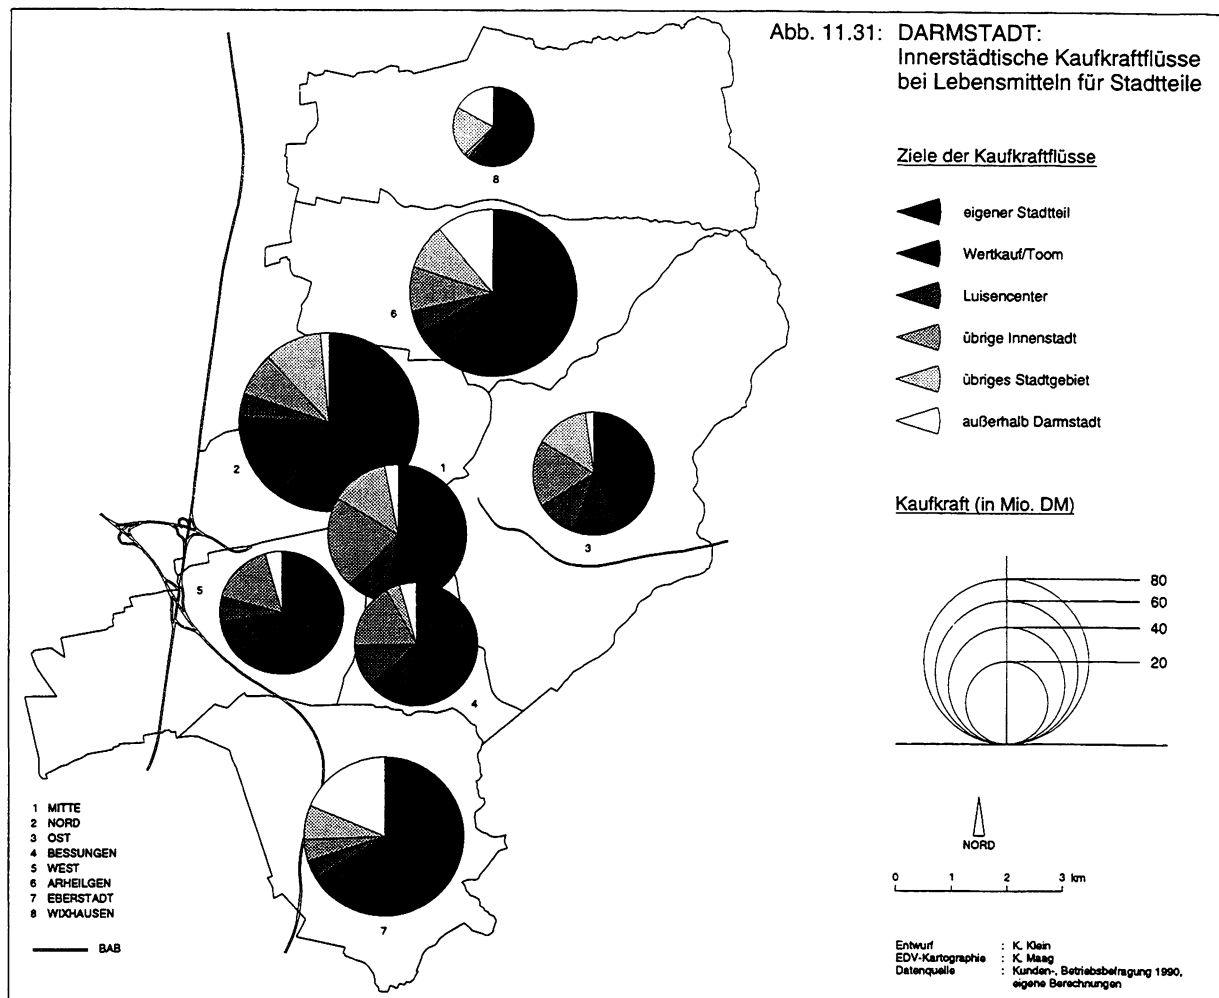 Abb. 11.31: DARMSTADT:
Innerstädtische Kaufkraftflüsse
bei Lebensmitteln für Stadtteile
Ziele der Kaufkraftflüsse
eigener Stadtteil
Wertkauf/Toom
Luisencenter
übrige Innenstadt
übriges Stadtgebiet
außerhalb Darmstadt
Kaufkraft (in Mio. DM)
80
60
40
20
NORD
0 1 2 3 km
Entwurf : K. Klein
EDV-Kartographie : K. Maag
Datenquelle : Kunden-, Betriebsbefragung 1990,
eigene Berechnungen
8
6
2
1
3
5
4
7
1 MITTE
2 NORD
3 OST
4 BESSUNGEN
5 WEST
6 ARHEILGEN
7 EBERSTADT
8 WIXHAUSEN
BAB